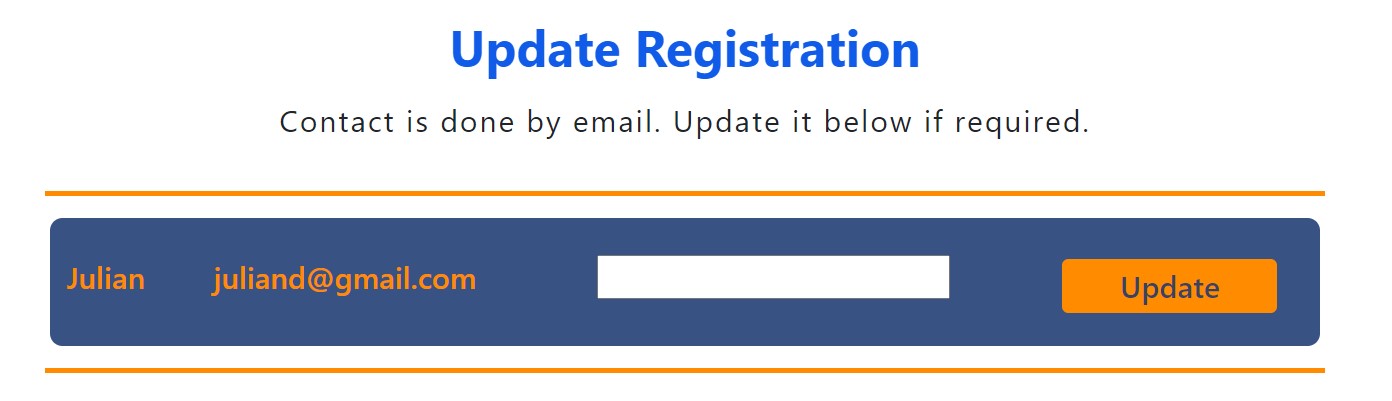 Update Registration
Contact is done by email. Update it below if required.
Julian juliand@gmail.com Update